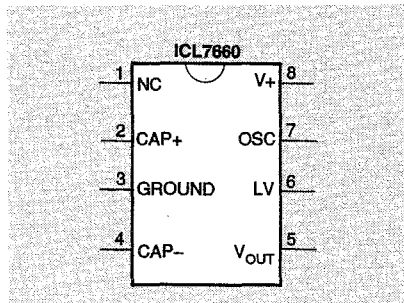 ICL7660
1 NC V+ 8
2 CAP+ OSC 7
3 GROUND LV 6
4 CAP– VOUT 5